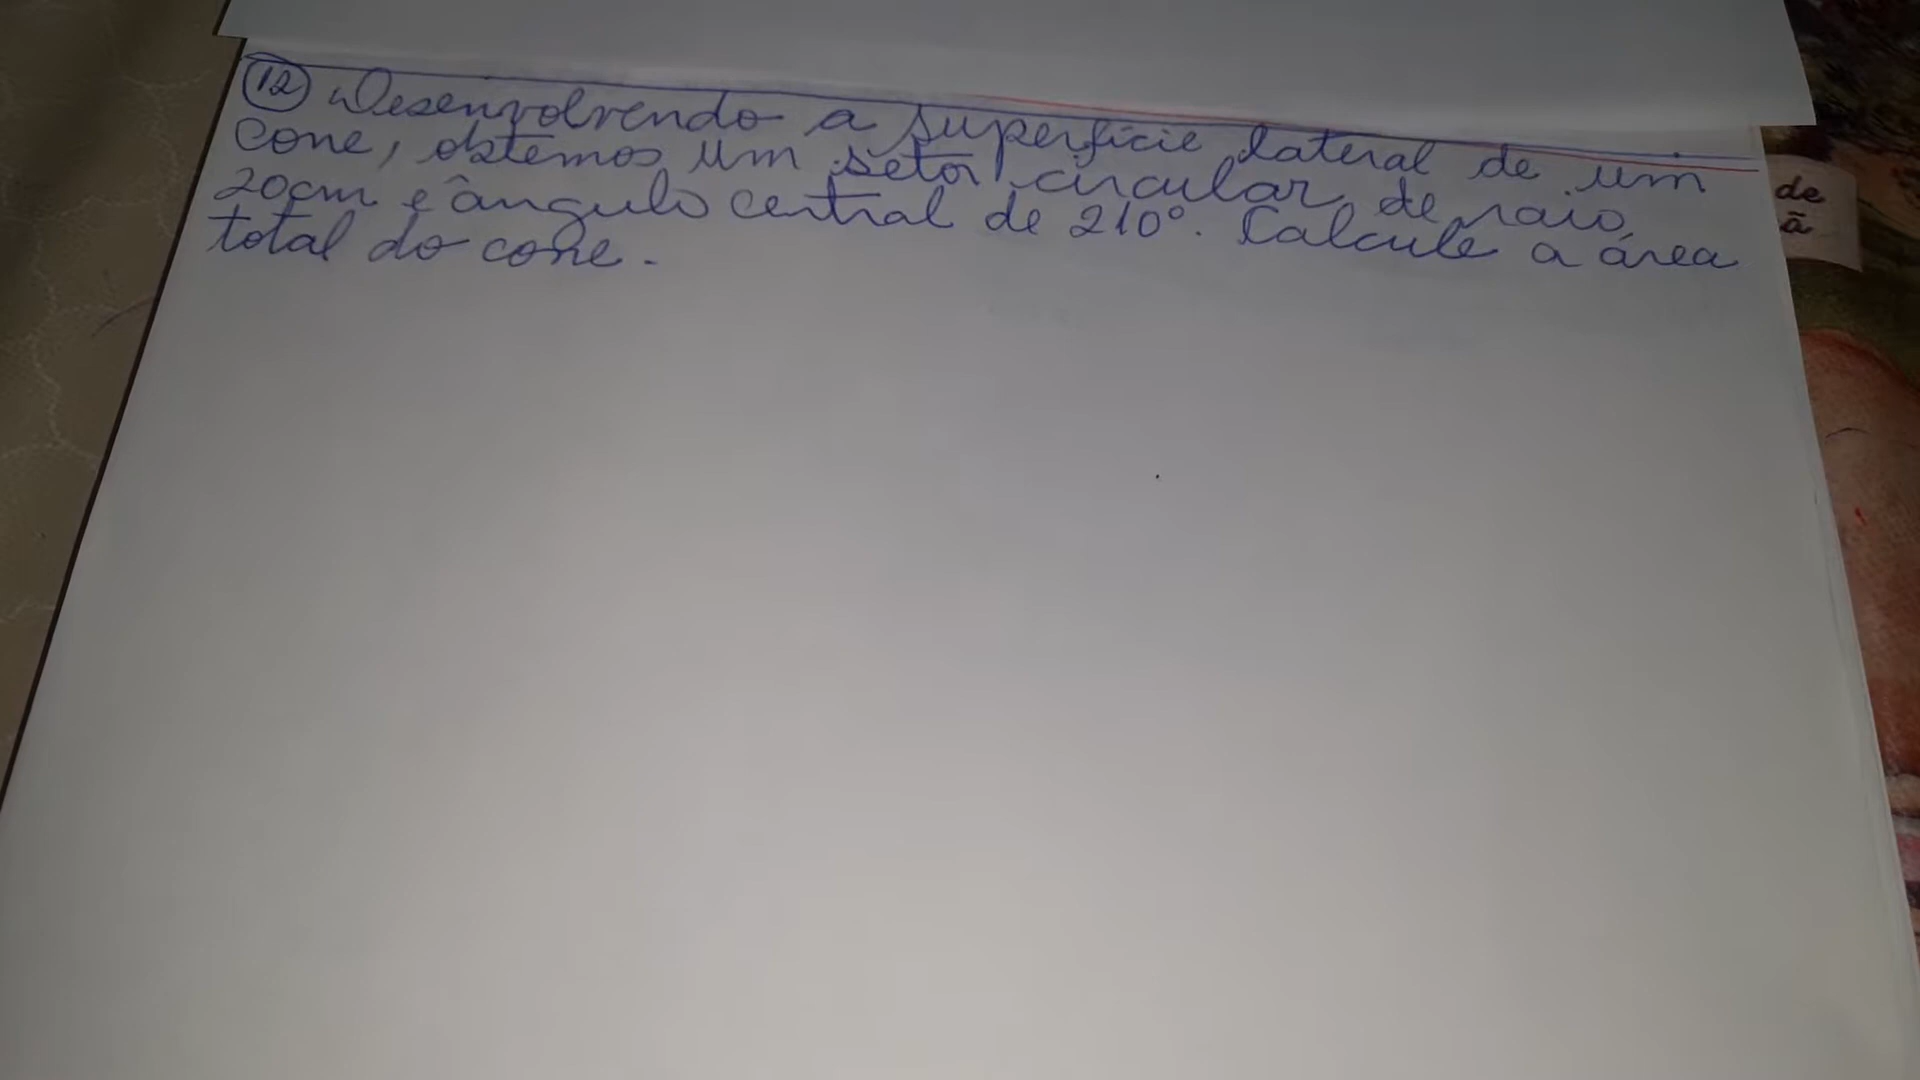 12 Desenvolvendo a superfície lateral de um
cone, obtemos um setor circular de raio
20cm e ângulo central de 210°. Calcule a área
total do cone.
de
ã